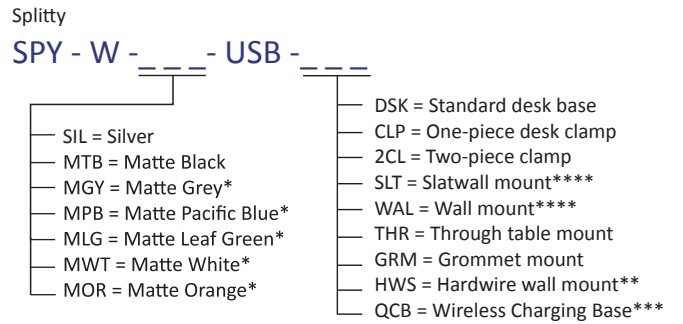 Splitty
SPY - W -_ _ _- USB -_ _ _
SIL = Silver
MTB = Matte Black
MGY = Matte Grey*
MPB = Matte Pacific Blue*
MLG = Matte Leaf Green*
MWT = Matte White*
MOR = Matte Orange*
DSK = Standard desk base
CLP = One-piece desk clamp
2CL = Two-piece clamp
SLT = Slatwall mount****
WAL = Wall mount****
THR = Through table mount
GRM = Grommet mount
HWS = Hardwire wall mount**
QCB = Wireless Charging Base***